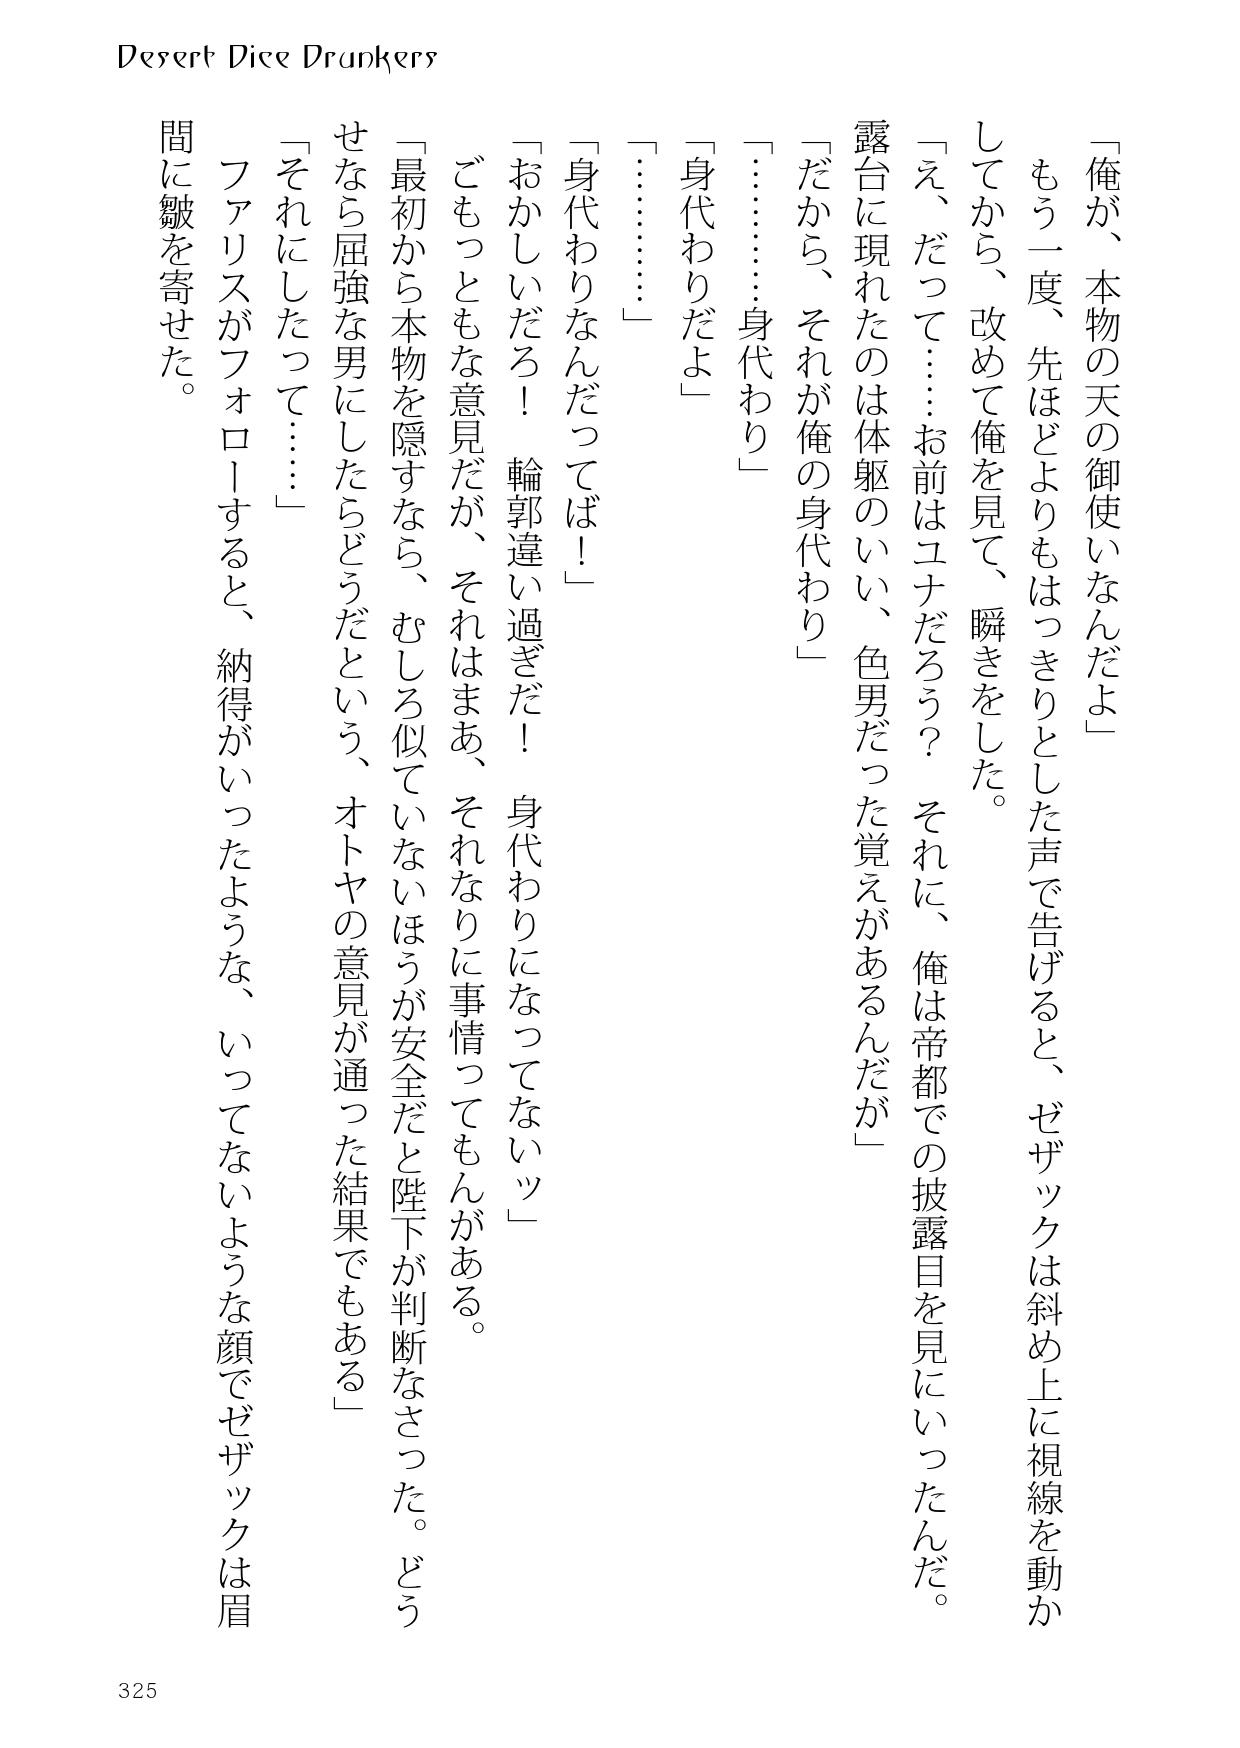 Desert Dice Drunkers
「俺が、本物の天の御使いなんだよ」
もう一度、先ほどよりもはっきりとした声で告げると、ゼザックは斜め上に視線を動か
してから、改めて俺を見て、瞬きをした。
「え、だって……お前はユナだろう？　それに、俺は帝都での披露目を見にいったんだ。
露台に現れたのは体躯のいい、色男だった覚えがあるんだが」
「だから、それが俺の身代わり」
「…………身代わり」
「身代わりだよ」
「…………」
「身代わりなんだってば！」
「おかしいだろ！　輪郭違い過ぎだ！　身代わりになってないッ」
ごもっともな意見だが、それはまあ、それなりに事情ってもんがある。
「最初から本物を隠すなら、むしろ似ていないほうが安全だと陛下が判断なさった。どう
せなら屈強な男にしたらどうだという、オトヤの意見が通った結果でもある」
「それにしたって……」
ファリスがフォローすると、納得がいったような、いってないような顔でゼザックは眉
間に皺を寄せた。
325